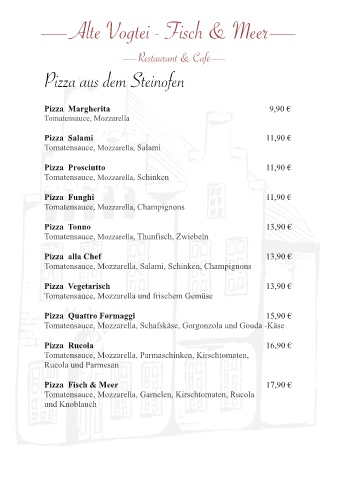 Alte Vogtei - Fisch & Meer
Restaurant & Café
Pizza aus dem Steinofen
Pizza Margherita 9,90 €
Tomatensauce, Mozzarella
Pizza Salami 11,90 €
Tomatensauce, Mozzarella, Salami
Pizza Prosciutto 11,90 €
Tomatensauce, Mozzarella, Schinken
Pizza Funghi 11,90 €
Tomatensauce, Mozzarella, Champignons
Pizza Tonno 13,90 €
Tomatensauce, Mozzarella, Thunfisch, Zwiebeln
Pizza alla Chef 13,90 €
Tomatensauce, Mozzarella, Salami, Schinken, Champignons
Pizza Vegetarisch 13,90 €
Tomatensauce, Mozzarella und frischem Gemüse
Pizza Quattro Formaggi 15,90 €
Tomatensauce, Mozzarella, Schafskäse, Gorgonzola und Gouda -Käse
Pizza Rucola 16,90 €
Tomatensauce, Mozzarella, Parmaschinken, Kirschtomaten,
Rucola und Parmesan
Pizza Fisch & Meer 17,90 €
Tomatensauce, Mozzarella, Garnelen, Kirschtomaten, Rucola
und Knoblauch